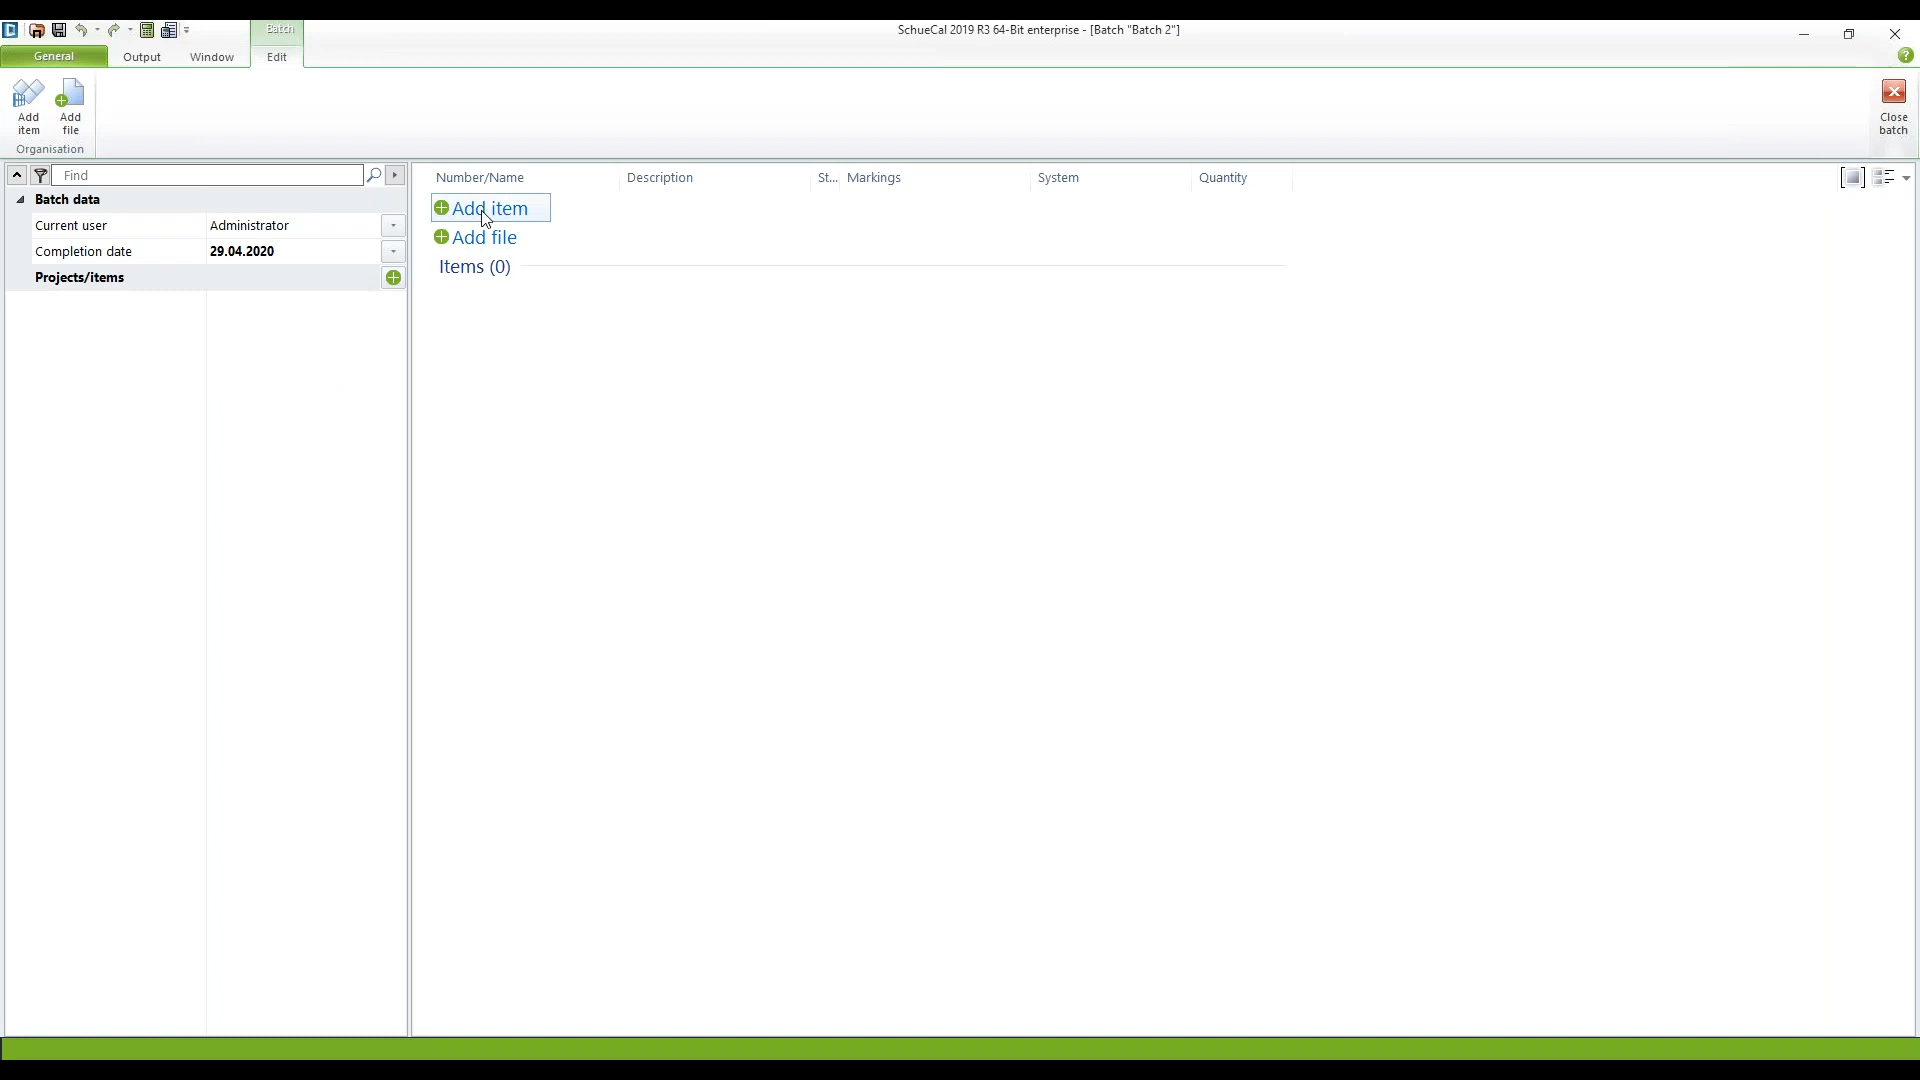 Batch
SchueCal 2019 R3 64-Bit enterprise - [Batch "Batch 2"]
General Output Window Edit
Add item
Add file
Organisation
Close batch
Find
Batch data
Current user Administrator
Completion date 29.04.2020
Projects/items
Number/Name Description St... Markings System Quantity
Add item
Add file
Items (0)